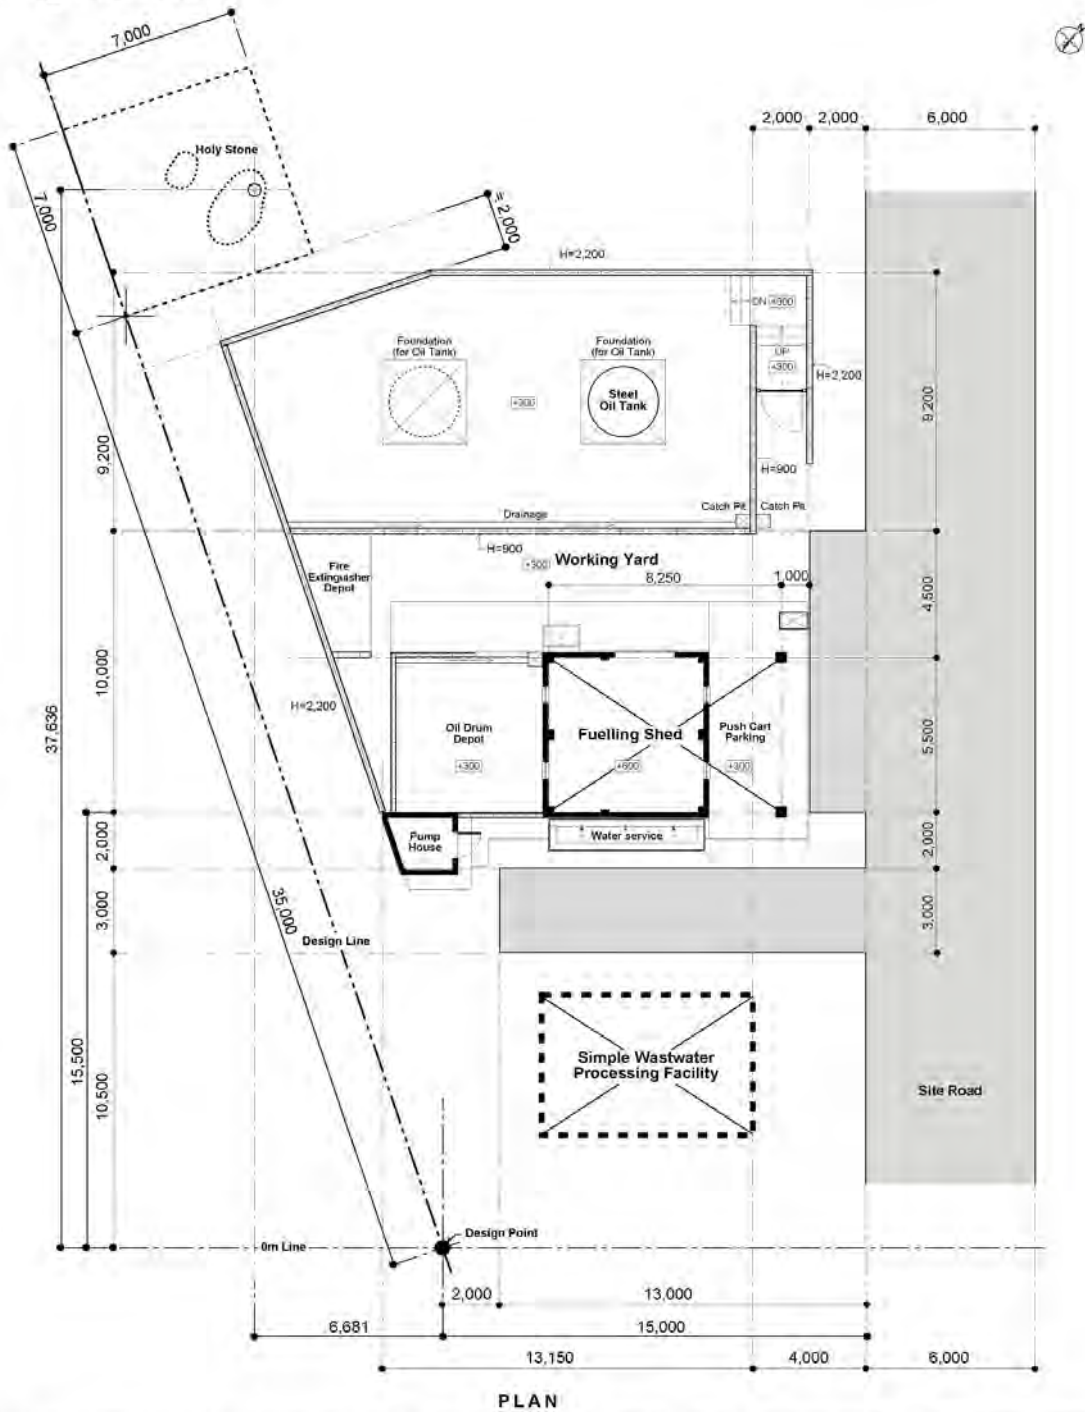 7,000
2,000
2,000
6,000
Holy Stone
7,000
≒2,000
H=2,200
DN
+300
Foundation
(for Oil Tank)
Foundation
(for Oil Tank)
UP
+300
H=2,200
Steel
Oil Tank
+300
9,200
9,200
H=900
Catch Pit
Catch Pit
Drainage
H=900
+300
Working Yard
Fire
Extinguisher
Depot
8,250
1,000
4,500
10,000
37,636
H=2,200
Oil Drum
Depot
+300
Fuelling Shed
+600
Push Cart
Parking
+300
5,500
Pump
House
Water service
2,000
2,000
35,000
3,000
3,000
Design Line
15,500
10,500
Simple Wastwater
Processing Facility
Site Road
Design Point
0m Line
2,000
13,000
6,681
15,000
13,150
4,000
6,000
PLAN